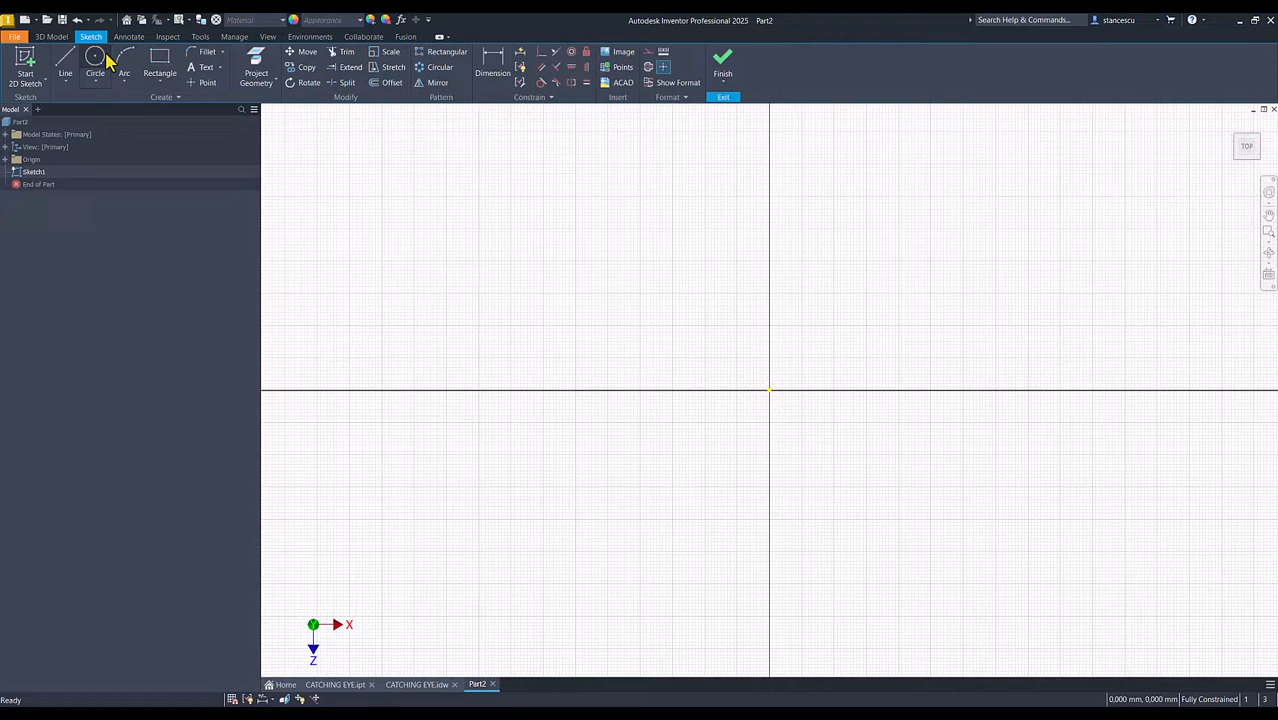 Material
Appearance
Autodesk Inventor Professional 2025 Part2
Search Help & Commands...
stancescu
File 3D Model Sketch Annotate Inspect Tools Manage View Environments Collaborate Fusion
Start
2D Sketch
Line
Circle
Arc
Rectangle
Fillet
Text
Point
Project
Geometry
Move
Copy
Rotate
Trim
Extend
Split
Scale
Stretch
Offset
Rectangular
Circular
Mirror
Dimension
Image
Points
ACAD
Show Format
Finish
Sketch Create Modify Pattern Constrain Insert Format Exit
Model
Part2
Model States: [Primary]
View: [Primary]
Origin
Sketch1
End of Part
TOP
Y X
Z
Home CATCHING EYE.ipt CATCHING EYE.idw Part2
Ready 0,000 mm, 0,000 mm Fully Constrained 1 3